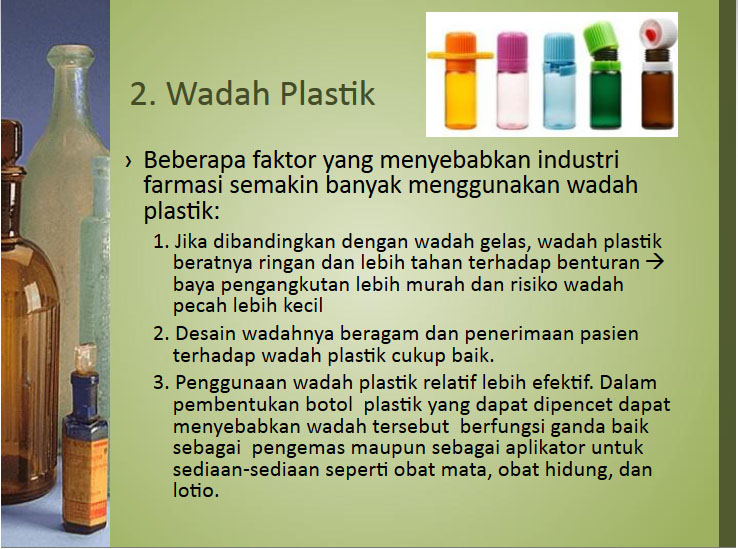 2. Wadah Plastik
› Beberapa faktor yang menyebabkan industri
farmasi semakin banyak menggunakan wadah
plastik:
1. Jika dibandingkan dengan wadah gelas, wadah plastik
beratnya ringan dan lebih tahan terhadap benturan →
baya pengangkutan lebih murah dan risiko wadah
pecah lebih kecil
2. Desain wadahnya beragam dan penerimaan pasien
terhadap wadah plastik cukup baik.
3. Penggunaan wadah plastik relatif lebih efektif. Dalam
pembentukan botol plastik yang dapat dipencet dapat
menyebabkan wadah tersebut berfungsi ganda baik
sebagai pengemas maupun sebagai aplikator untuk
sediaan-sediaan seperti obat mata, obat hidung, dan
lotio.